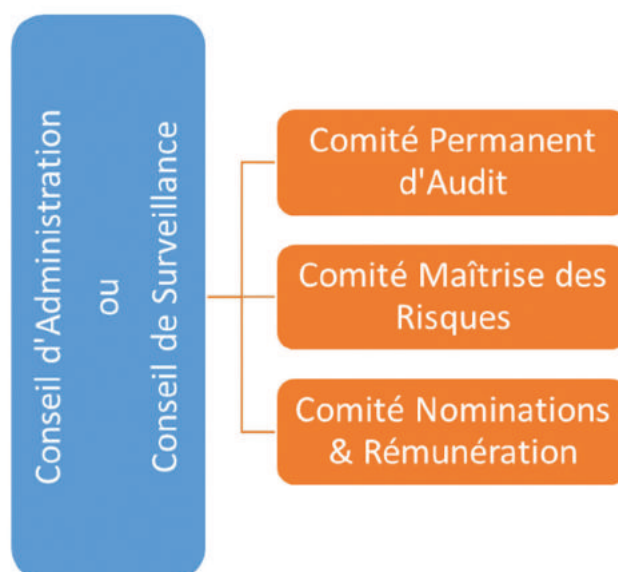 Conseil d'Administration
ou
Conseil de Surveillance
Comité Permanent
d'Audit
Comité Maîtrise des
Risques
Comité Nominations
& Rémunération